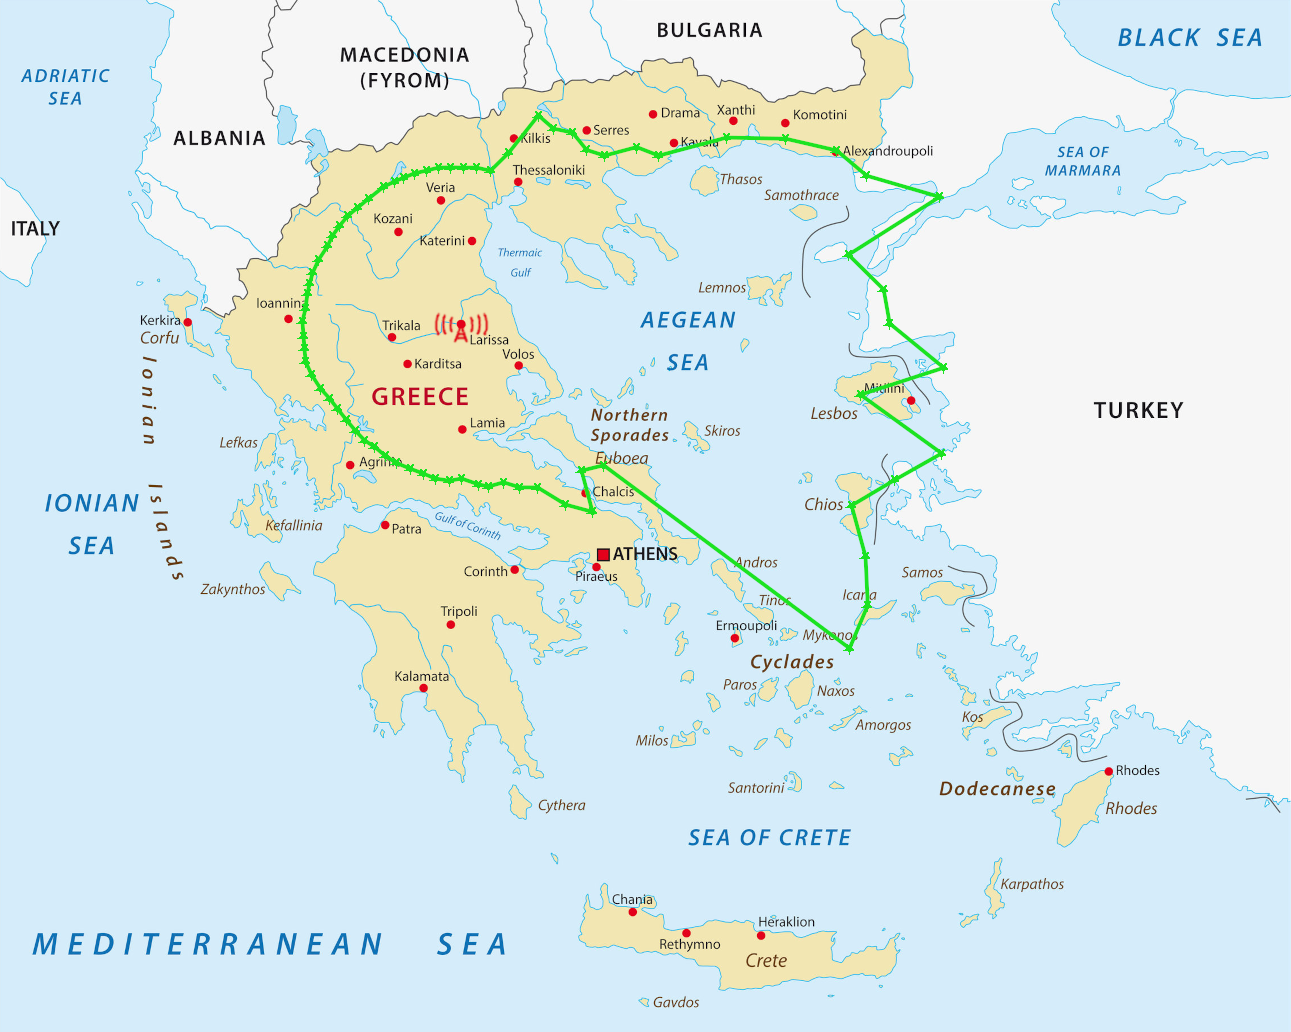 BLACK SEA
BULGARIA
MACEDONIA
(FYROM)
ADRIATIC
SEA
ALBANIA
Drama
Xanthi
Komotini
Serres
Kilkis
Kavala
Alexandroupoli
SEA OF
MARMARA
Thessaloniki
Thasos
Samothrace
Veria
ITALY
Kozani
Katerini
Thermaic
Gulf
Lemnos
Ioannina
Kerkira
Corfu
Trikala
Larissa
AEGEAN
SEA
Volos
Karditsa
GREECE
Mitilini
Lesbos
TURKEY
Ionian Islands
Northern
Sporades
Lamia
Skiros
Lefkas
Euboea
Agrinio
Chalcis
IONIAN
SEA
Chios
Kefallinia
Gulf of Corinth
Patra
ATHENS
Piraeus
Andros
Corinth
Samos
Zakynthos
Icaria
Tinos
Tripoli
Ermoupoli
Mykonos
Cyclades
Kalamata
Paros
Naxos
Kos
Amorgos
Milos
Rhodes
Santorini
Dodecanese
Cythera
Rhodes
SEA OF CRETE
Karpathos
Chania
Heraklion
MEDITERRANEAN SEA
Rethymno
Crete
Gavdos